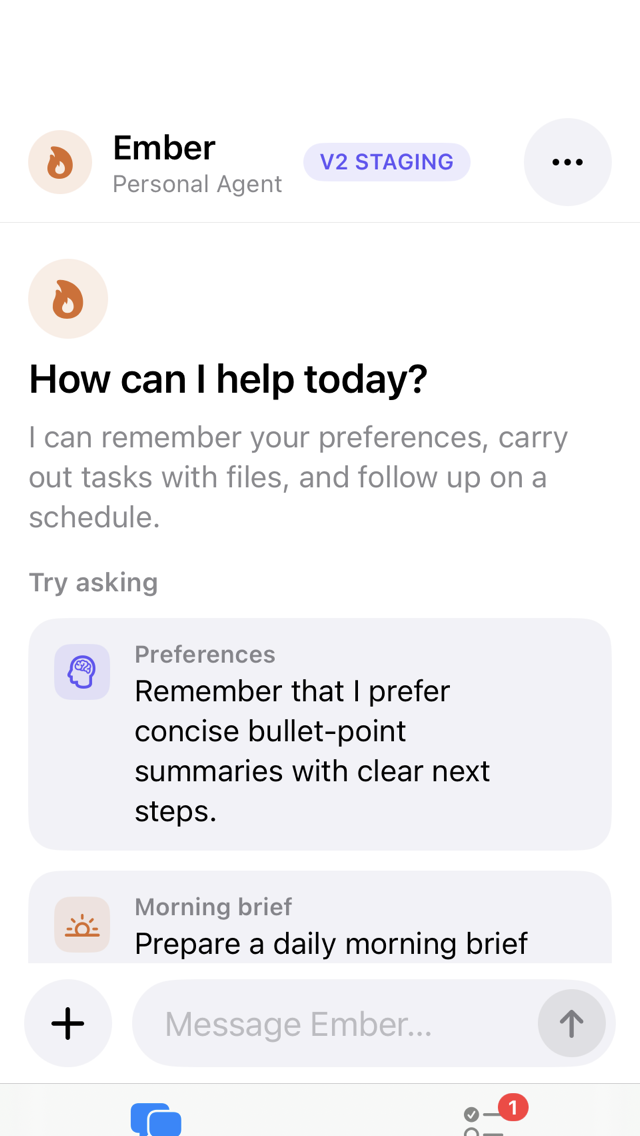 Ember
Personal Agent
V2 STAGING
How can I help today?
I can remember your preferences, carry
out tasks with files, and follow up on a
schedule.
Try asking
Preferences
Remember that I prefer
concise bullet-point
summaries with clear next
steps.
Morning brief
Prepare a daily morning brief
Message Ember...
1